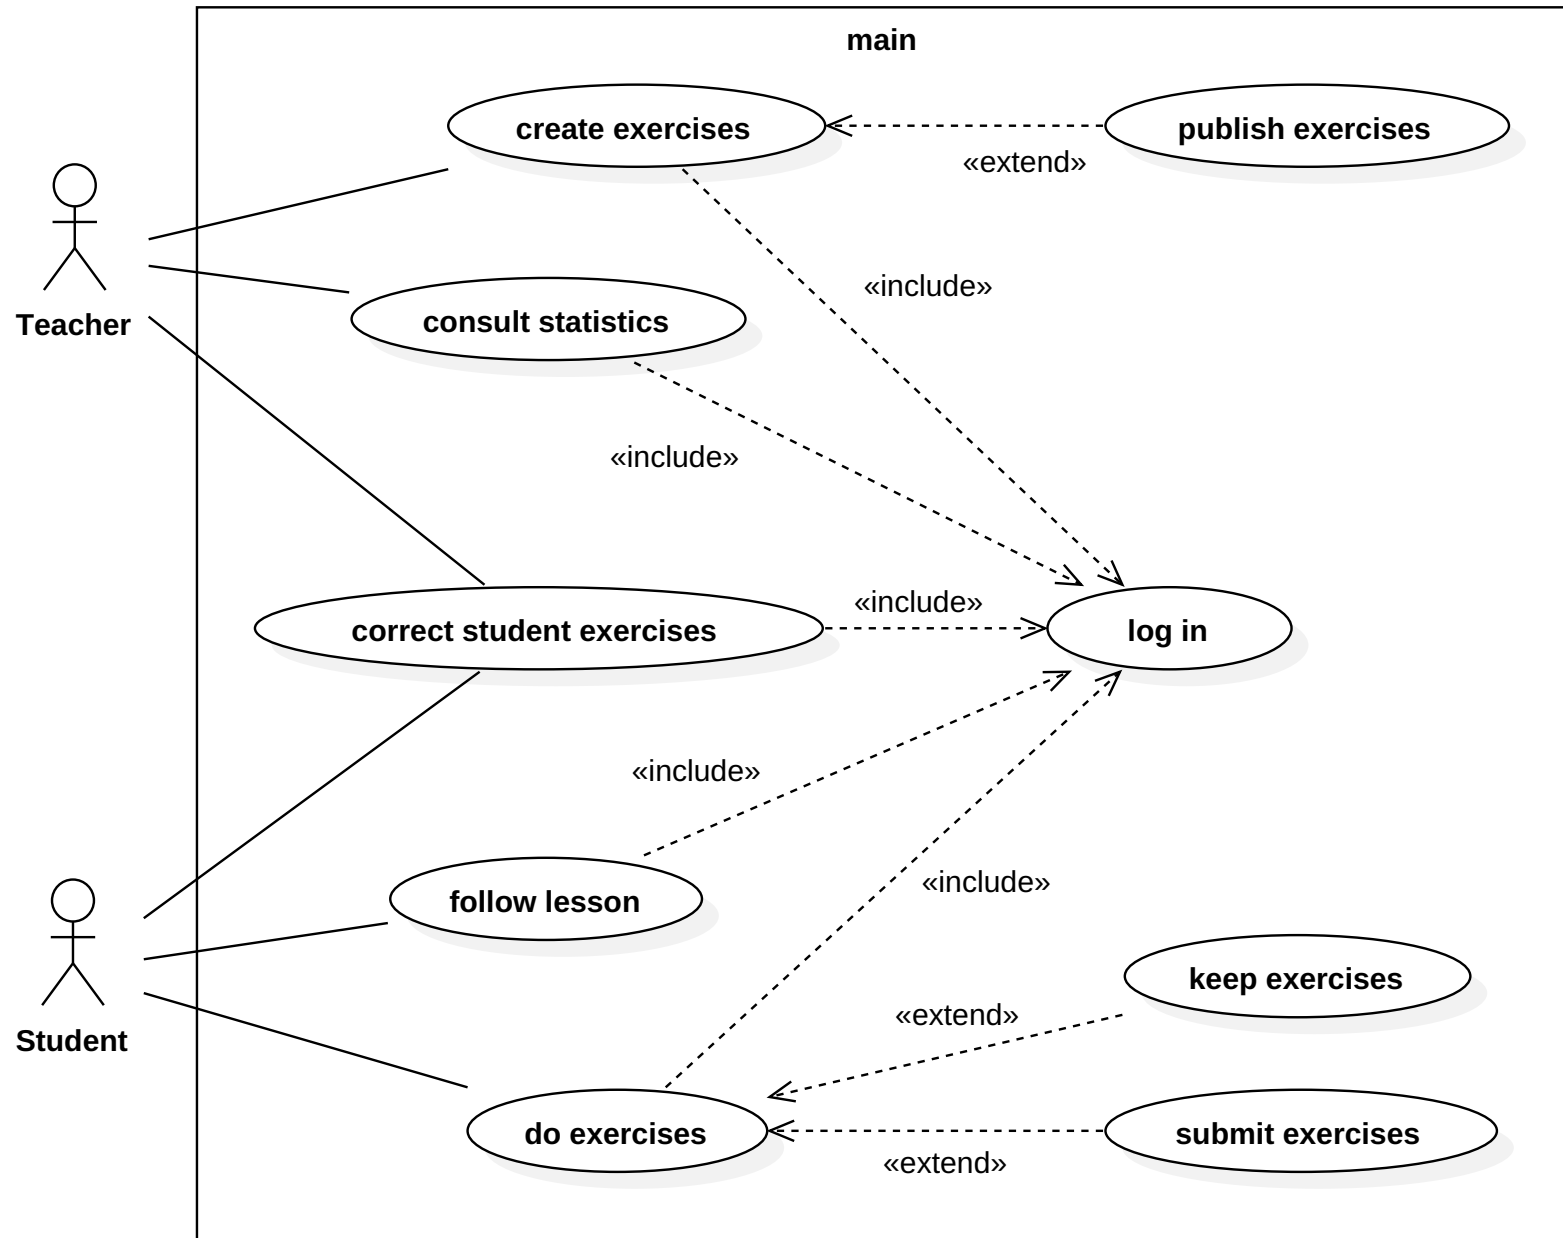 main
create exercises
publish exercises
«extend»
«include»
Teacher
consult statistics
«include»
«include»
correct student exercises
log in
«include»
«include»
follow lesson
keep exercises
«extend»
Student
do exercises
submit exercises
«extend»